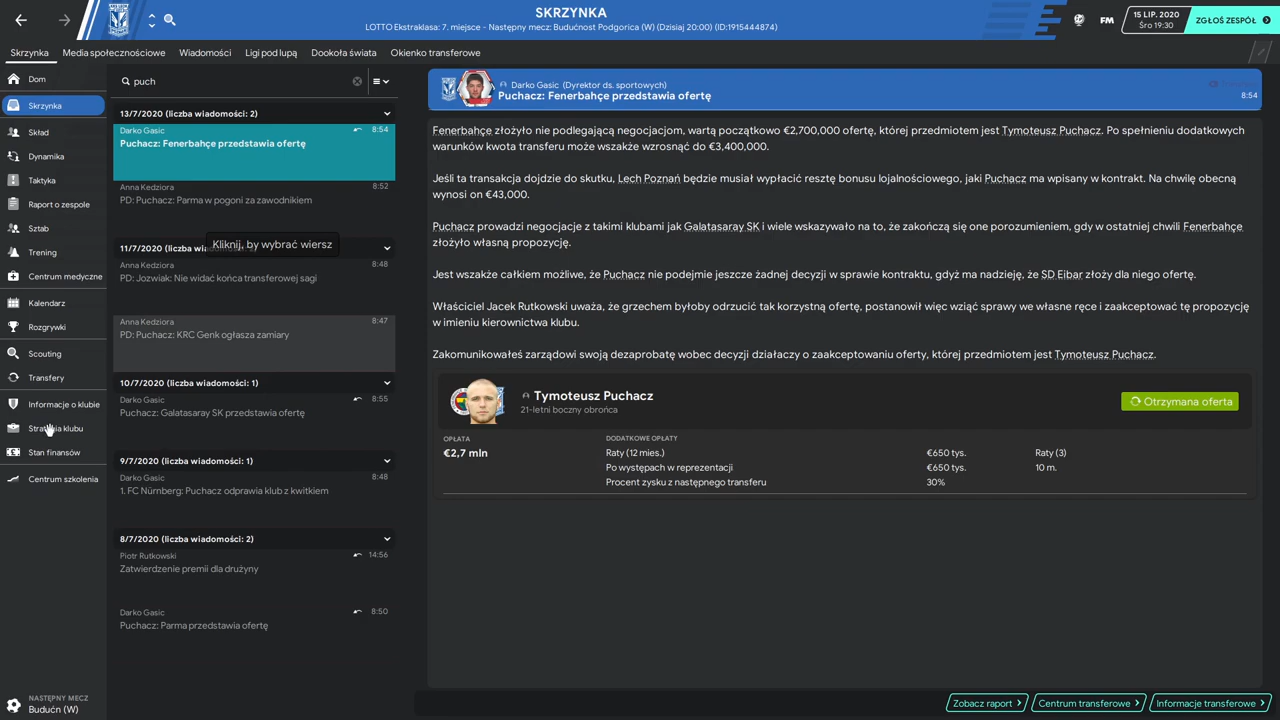 SKRZYNKA
LOTTO Ekstraklasa: 7. miejsce - Następny mecz: Budućnost Podgorica (W) (Dzisiaj 20:00) (ID:1915444874)
FM
15 LIP. 2020
Śro 19:30
ZGŁOŚ ZESPÓŁ
Skrzynka
Media społecznościowe
Wiadomości
Ligi pod lupą
Dookoła świata
Okienko transferowe
Dom
Skrzynka
Skład
Dynamika
Taktyka
Raport o zespole
Sztab
Trening
Centrum medyczne
Kalendarz
Rozgrywki
Scouting
Transfery
Informacje o klubie
Strategia klubu
Stan finansów
Centrum szkolenia
NASTĘPNY MECZ
Budućn (W)
puch
13/7/2020 (liczba wiadomości: 2)
Darko Gasic 8:54
Puchacz: Fenerbahçe przedstawia ofertę
Anna Kedziora 8:52
PD: Puchacz: Parma w pogoni za zawodnikiem
Kliknij, by wybrać wiersz
11/7/2020 (liczba wia
Anna Kedziora 8:48
PD: Jozwiak: Nie widać końca transferowej sagi
Anna Kedziora 8:47
PD: Puchacz: KRC Genk ogłasza zamiary
10/7/2020 (liczba wiadomości: 1)
Darko Gasic 8:55
Puchacz: Galatasaray SK przedstawia ofertę
9/7/2020 (liczba wiadomości: 1)
Darko Gasic 8:48
1. FC Nürnberg: Puchacz odprawia klub z kwitkiem
8/7/2020 (liczba wiadomości: 2)
Piotr Rutkowski 14:56
Zatwierdzenie premii dla drużyny
Darko Gasic 8:50
Puchacz: Parma przedstawia ofertę
Darko Gasic (Dyrektor ds. sportowych)
Puchacz: Fenerbahçe przedstawia ofertę 8:54
Fenerbahçe złożyło nie podlegającą negocjacjom, wartą początkowo €2,700,000 ofertę, której przedmiotem jest Tymoteusz Puchacz. Po spełnieniu dodatkowych
warunków kwota transferu może wszakże wzrosnąć do €3,400,000.
Jeśli ta transakcja dojdzie do skutku, Lech Poznań będzie musiał wypłacić resztę bonusu lojalnościowego, jaki Puchacz ma wpisany w kontrakt. Na chwilę obecną
wynosi on €43,000.
Puchacz prowadzi negocjacje z takimi klubami jak Galatasaray SK i wiele wskazywało na to, że zakończą się one porozumieniem, gdy w ostatniej chwili Fenerbahçe
złożyło własną propozycję.
Jest wszakże całkiem możliwe, że Puchacz nie podejmie jeszcze żadnej decyzji w sprawie kontraktu, gdyż ma nadzieję, że SD Eibar złoży dla niego ofertę.
Właściciel Jacek Rutkowski uważa, że grzechem byłoby odrzucić tak korzystną ofertę, postanowił więc wziąć sprawy we własne ręce i zaakceptować tę propozycję
w imieniu kierownictwa klubu.
Zakomunikowałeś zarządowi swoją dezaprobatę wobec decyzji działaczy o zaakceptowaniu oferty, której przedmiotem jest Tymoteusz Puchacz.
Tymoteusz Puchacz
21-letni boczny obrońca
Otrzymana oferta
OPŁATA
€2,7 mln
DODATKOWE OPŁATY
Raty (12 mies.) €650 tys. Raty (3)
Po występach w reprezentacji €650 tys. 10 m.
Procent zysku z następnego transferu 30%
Zobacz raport
Centrum transferowe
Informacje transferowe